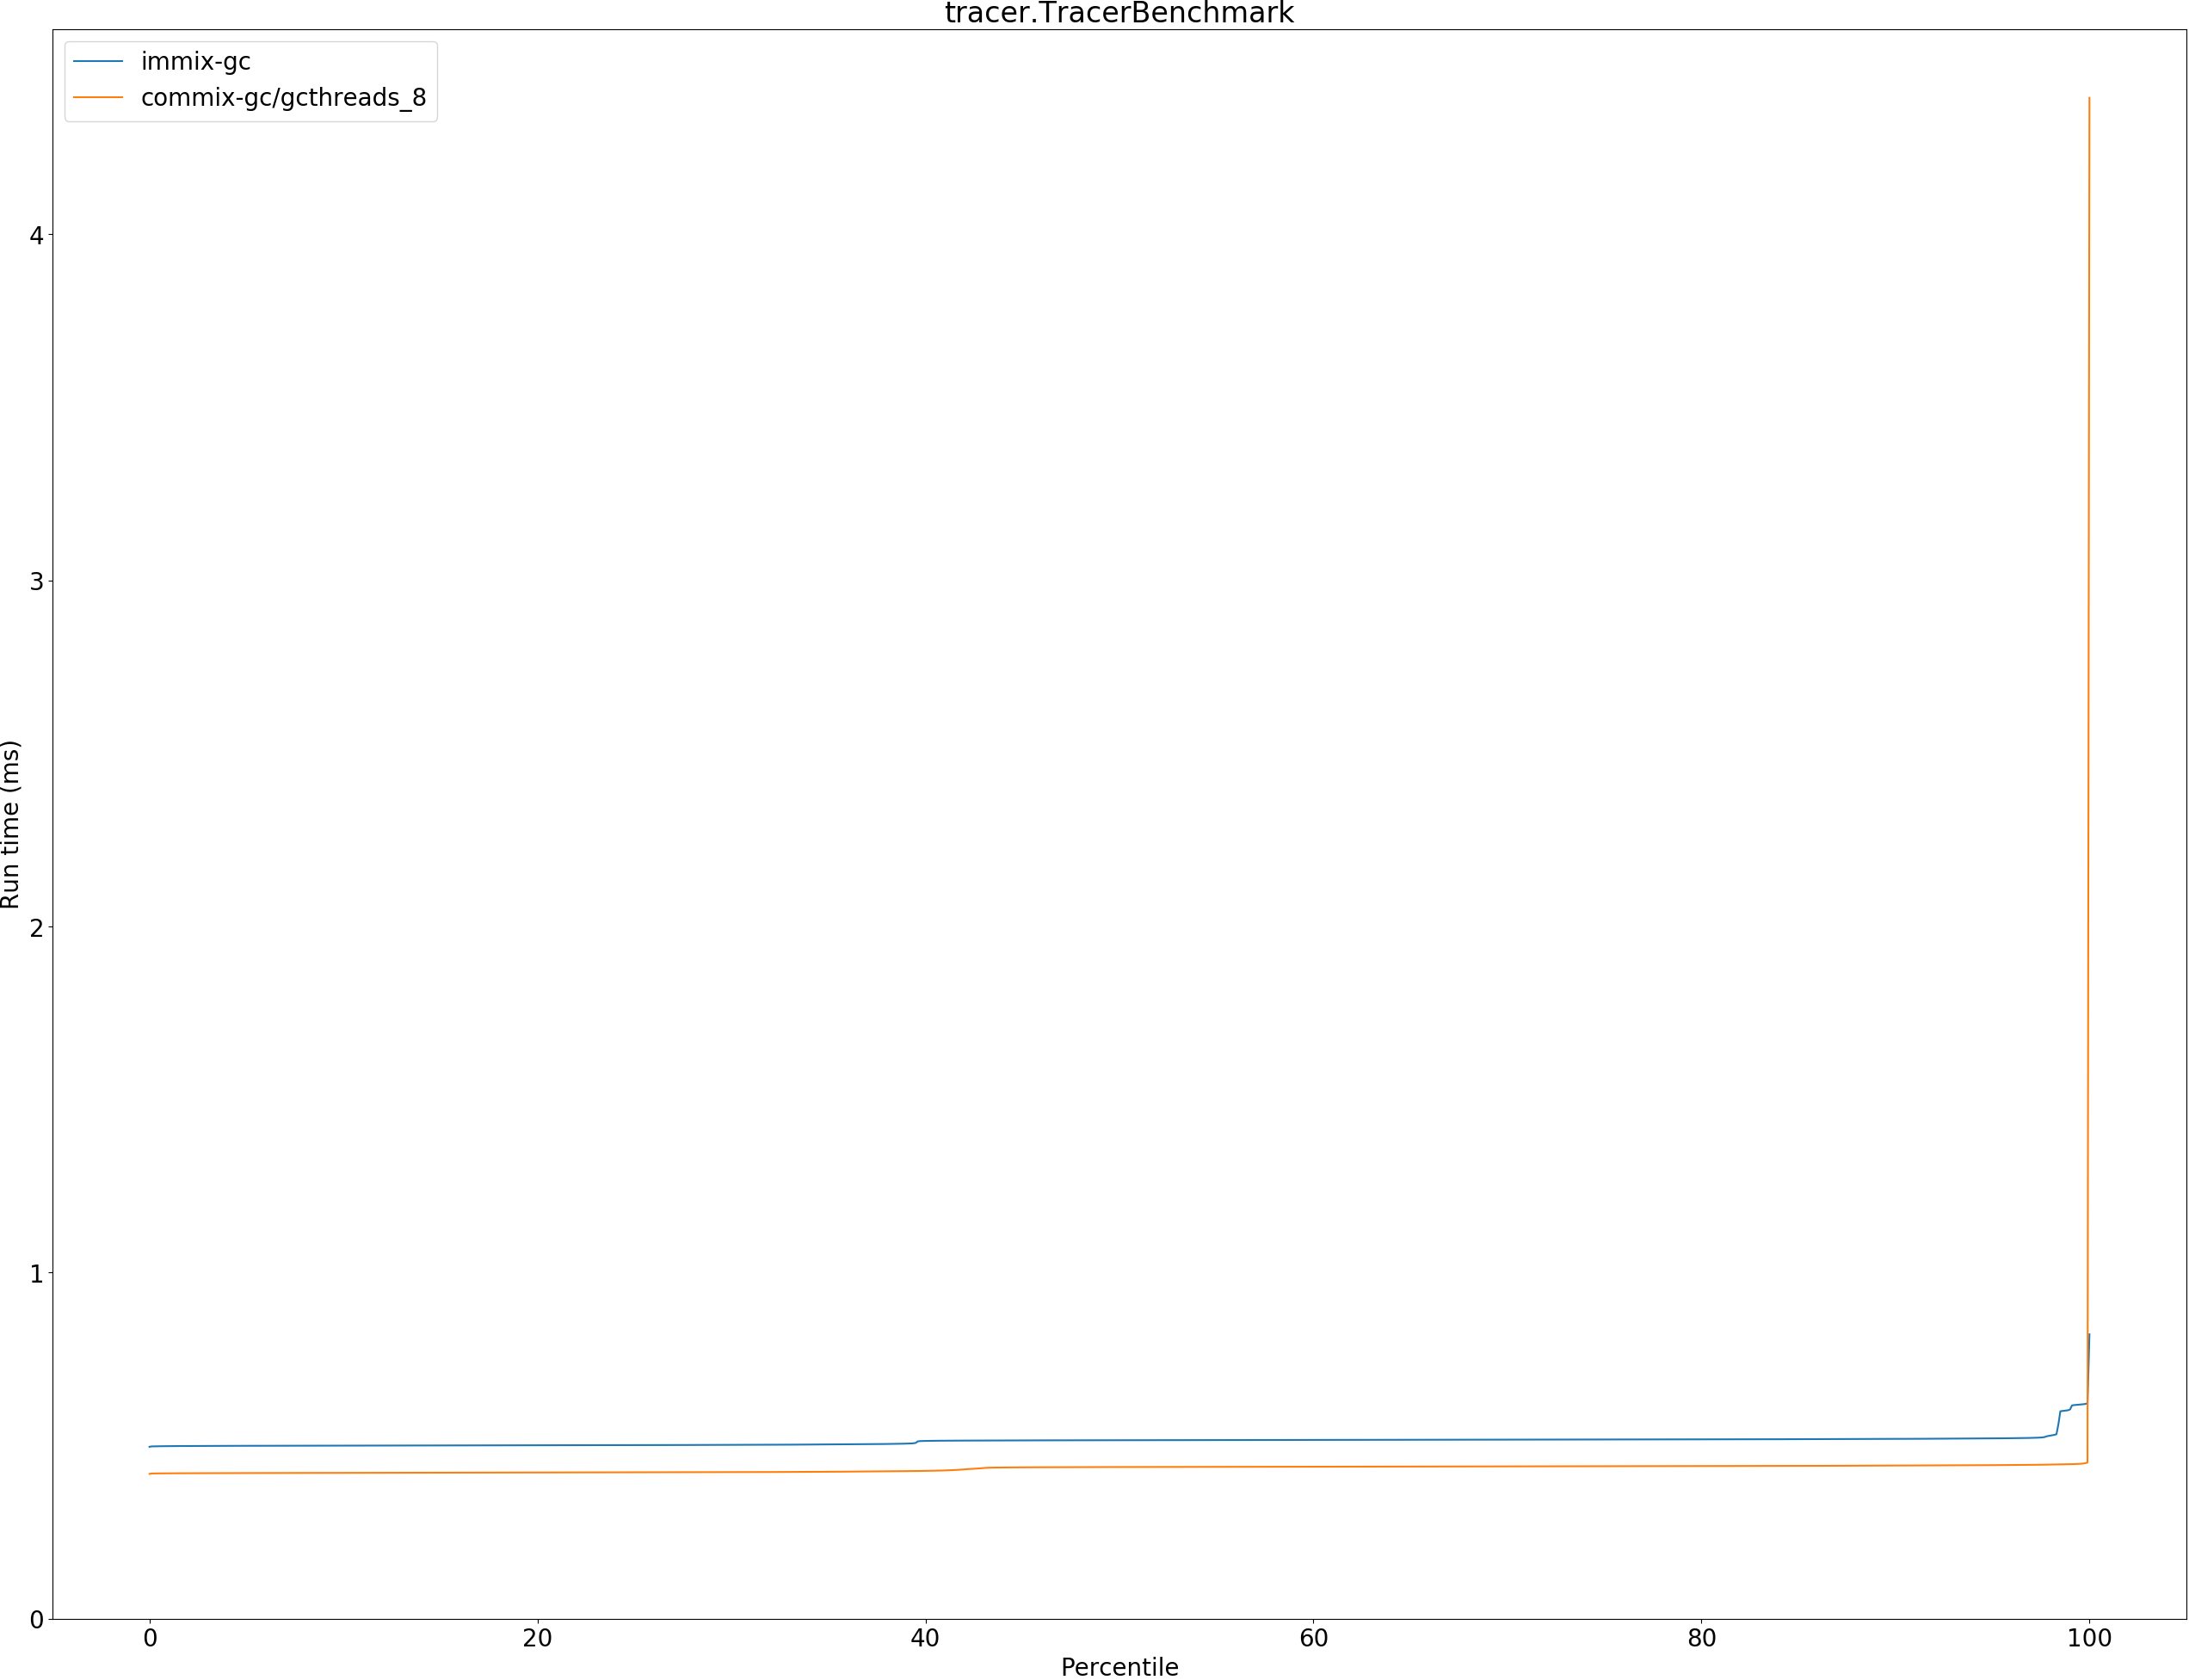 tracer.TracerBenchmark
immix-gc
commix-gc/gcthreads_8
4
3
2
1
0
Run time (ms)
0 20 40 60 80 100
Percentile